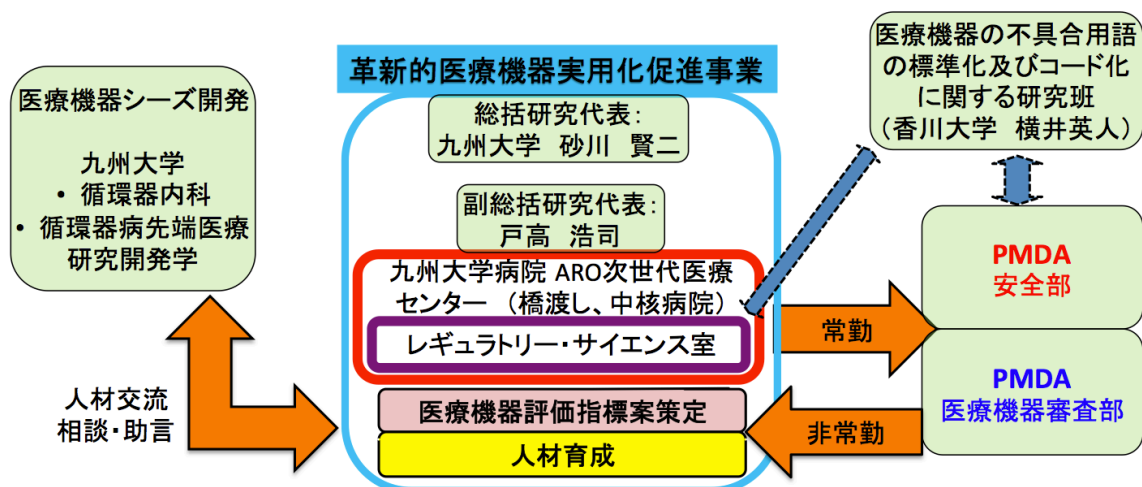 医療機器シーズ開発
九州大学
• 循環器内科
• 循環器病先端医療
研究開発学
人材交流
相談・助言
革新的医療機器実用化促進事業
総括研究代表：
九州大学　砂川　賢二
副総括研究代表：
戸高　浩司
九州大学病院 ARO次世代医療
センター　（橋渡し、中核病院）
レギュラトリー・サイエンス室
医療機器評価指標案策定
人材育成
常勤
非常勤
医療機器の不具合用語
の標準化及びコード化
に関する研究班
（香川大学　横井英人）
PMDA
安全部
PMDA
医療機器審査部